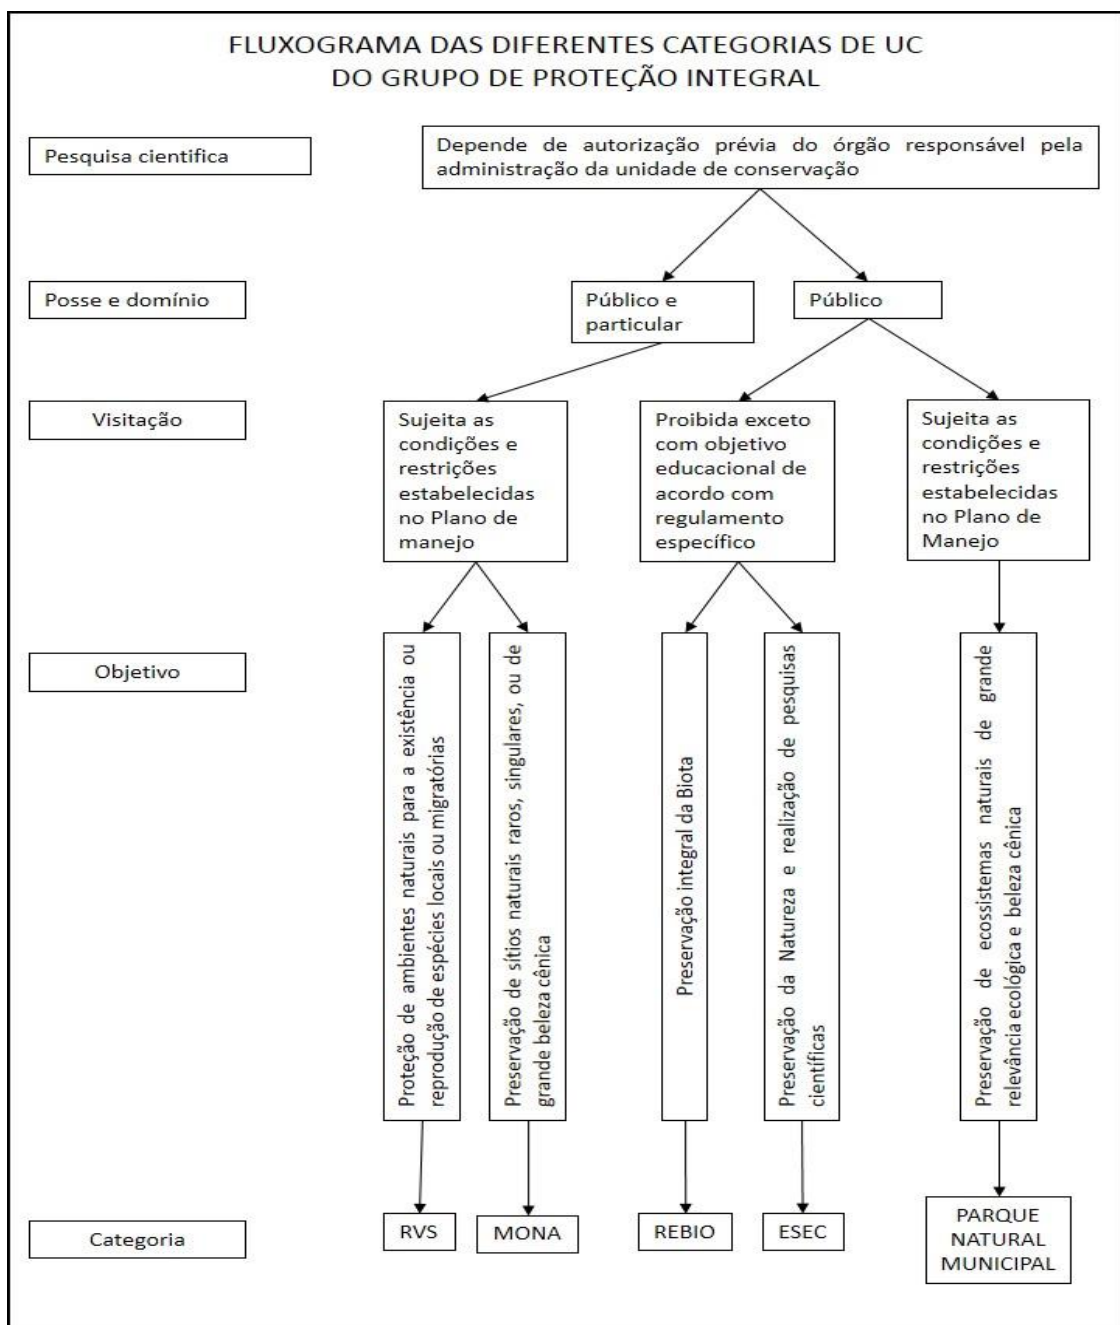 FLUXOGRAMA DAS DIFERENTES CATEGORIAS DE UC
DO GRUPO DE PROTEÇÃO INTEGRAL
Pesquisa cientifica
Depende de autorização prévia do órgão responsável pela
administração da unidade de conservação
Posse e domínio
Público e
particular
Público
Visitação
Sujeita as
condições e
restrições
estabelecidas
no Plano de
manejo
Proibida exceto
com objetivo
educacional de
acordo com
regulamento
específico
Sujeita as
condições e
restrições
estabelecidas
no Plano de
Manejo
Objetivo
Proteção de ambientes naturais para a existência ou
reprodução de espécies locais ou migratórias
Preservação de sítios naturais raros, singulares, ou de
grande beleza cênica
Preservação integral da Biota
Preservação da Natureza e realização de pesquisas
científicas
Preservação de ecossistemas naturais de grande
relevância ecológica e beleza cênica
Categoria
RVS
MONA
REBIO
ESEC
PARQUE
NATURAL
MUNICIPAL